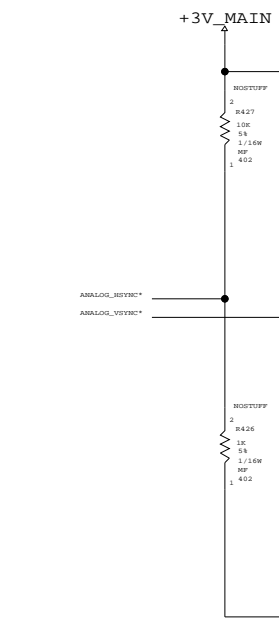 +3V_MAIN
NOSTUFF
2
R427
10K
5%
1/16W
MF
402
1
ANALOG_HSYNC*
ANALOG_VSYNC*
NOSTUFF
2
R426
1K
5%
1/16W
MF
402
1